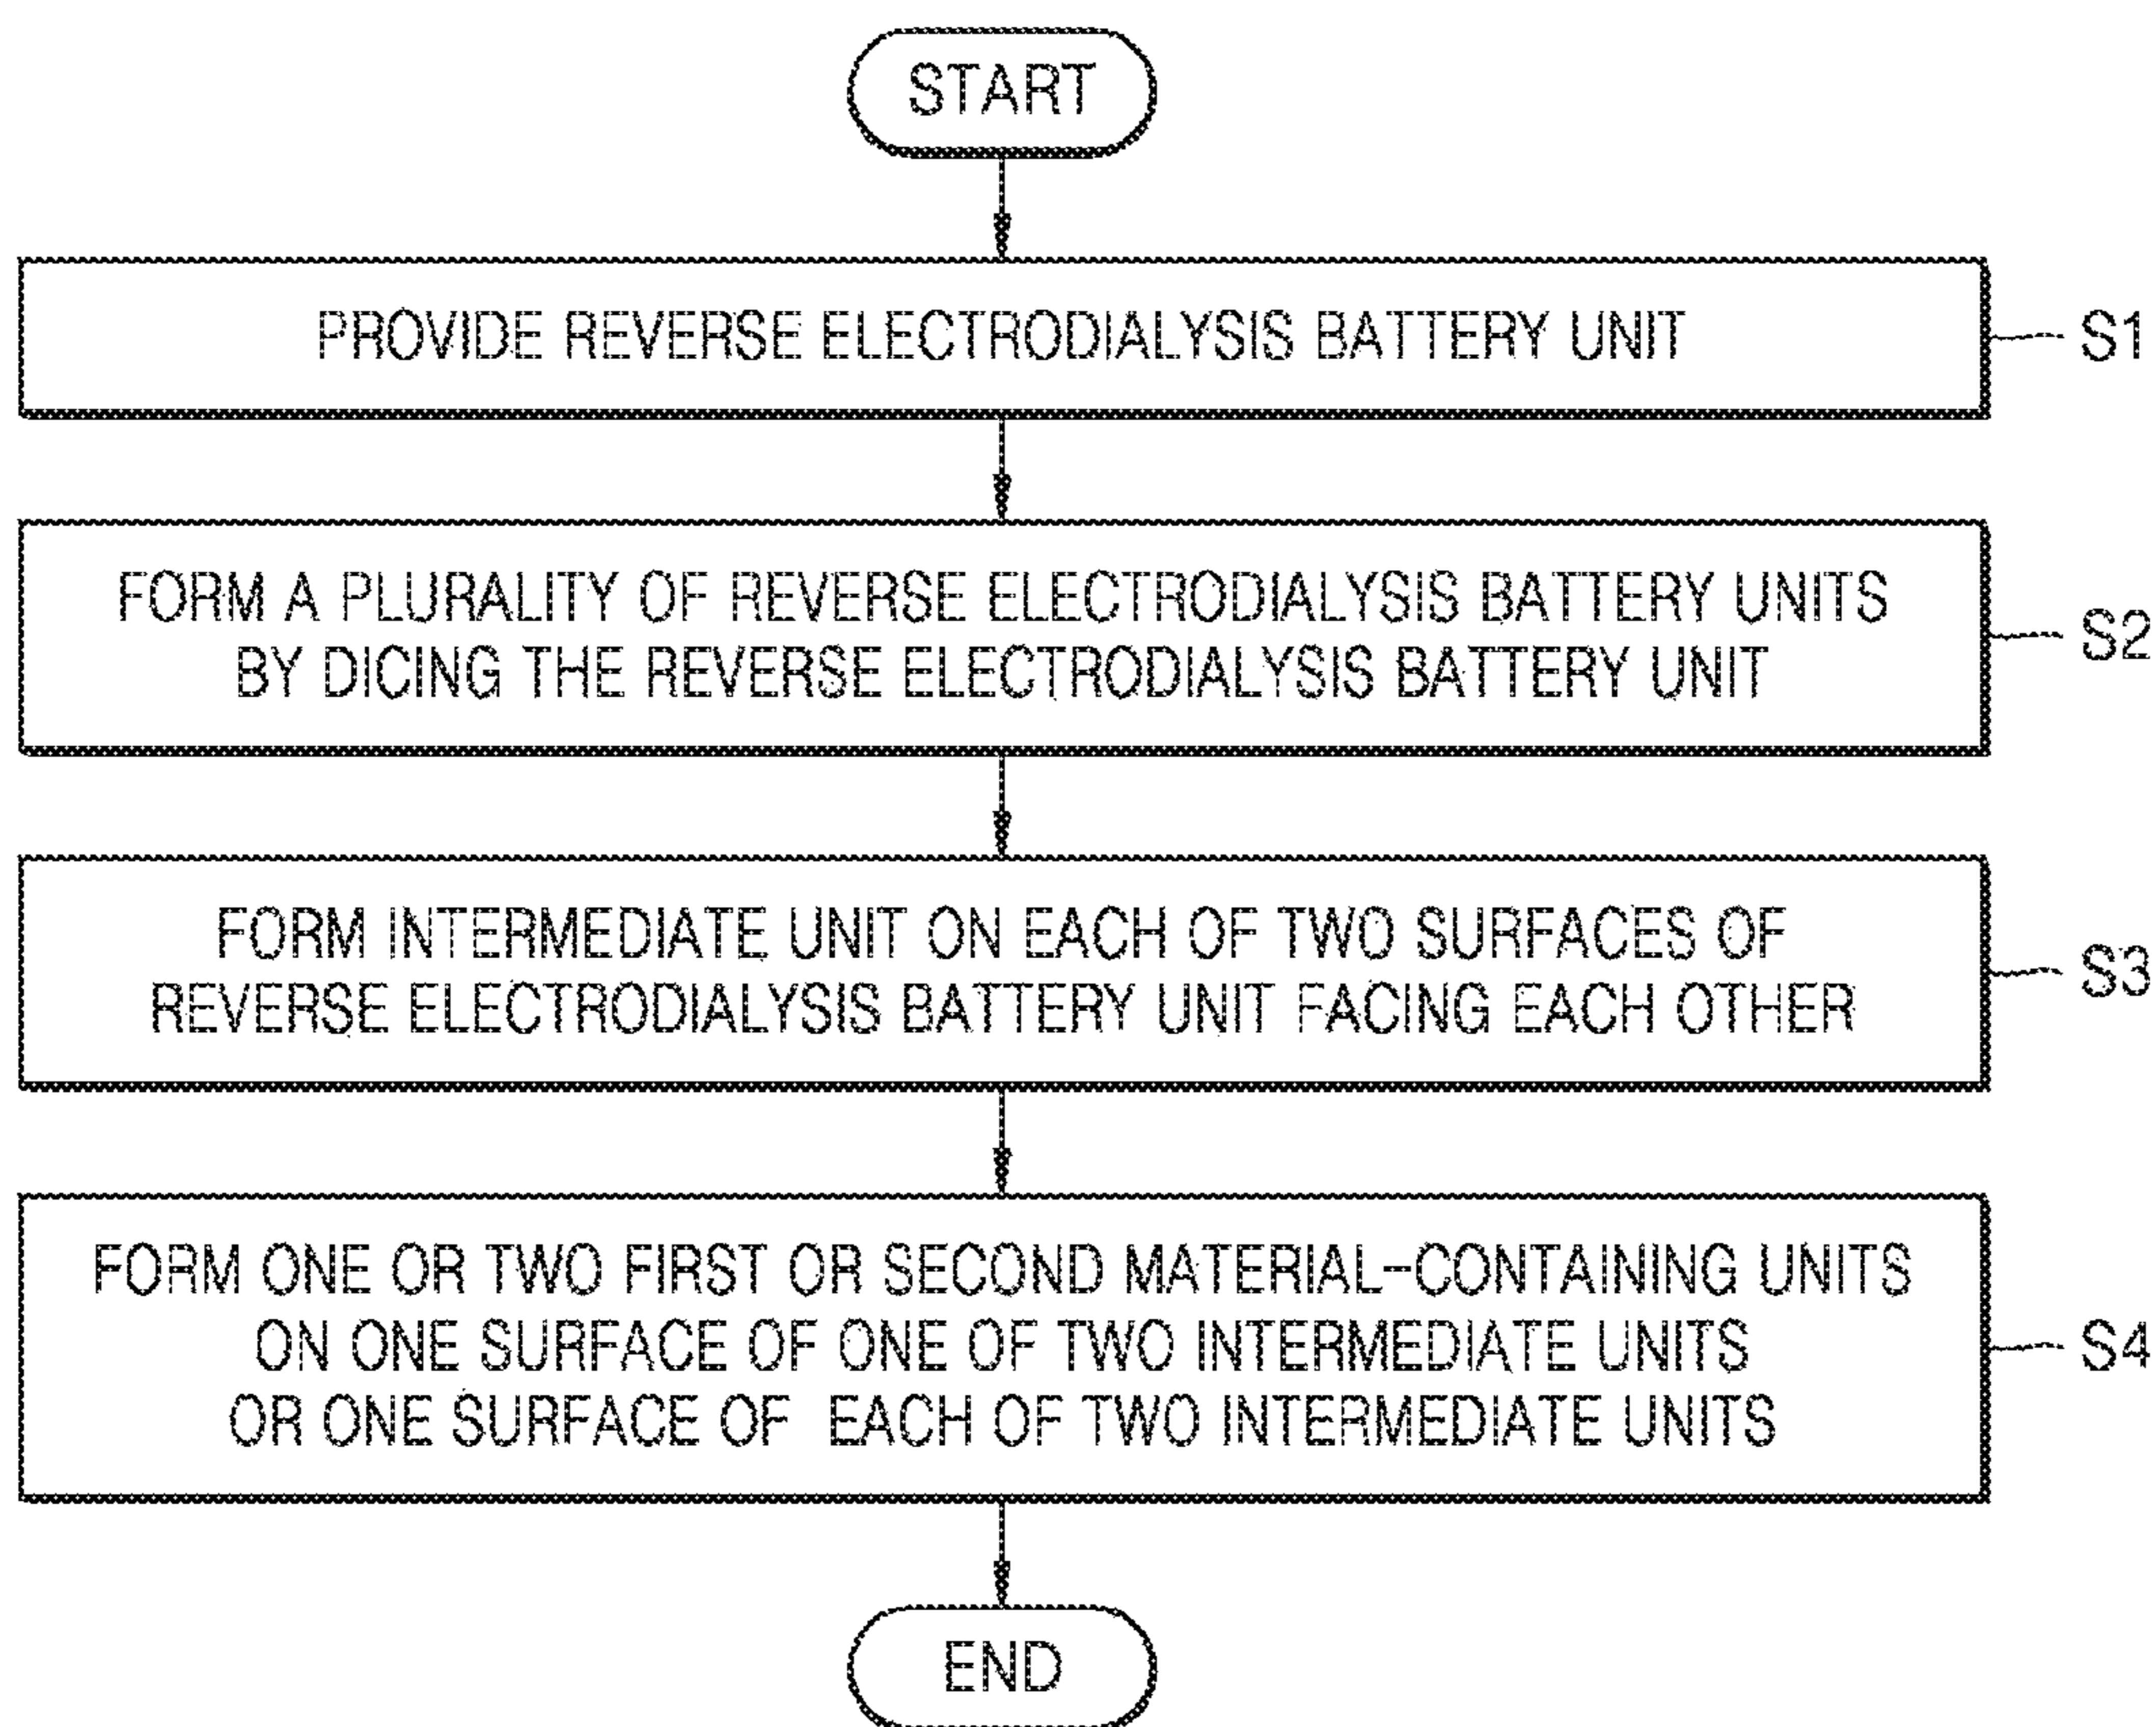 START
PROVIDE REVERSE ELECTRODIALYSIS BATTERY UNIT
S1
FORM A PLURALITY OF REVERSE ELECTRODIALYSIS BATTERY UNITS
BY DICING THE REVERSE ELECTRODIALYSIS BATTERY UNIT
S2
FORM INTERMEDIATE UNIT ON EACH OF TWO SURFACES OF
REVERSE ELECTRODIALYSIS BATTERY UNIT FACING EACH OTHER
S3
FORM ONE OR TWO FIRST OR SECOND MATERIAL-CONTAINING UNITS
ON ONE SURFACE OF ONE OF TWO INTERMEDIATE UNITS
OR ONE SURFACE OF EACH OF TWO INTERMEDIATE UNITS
S4
END